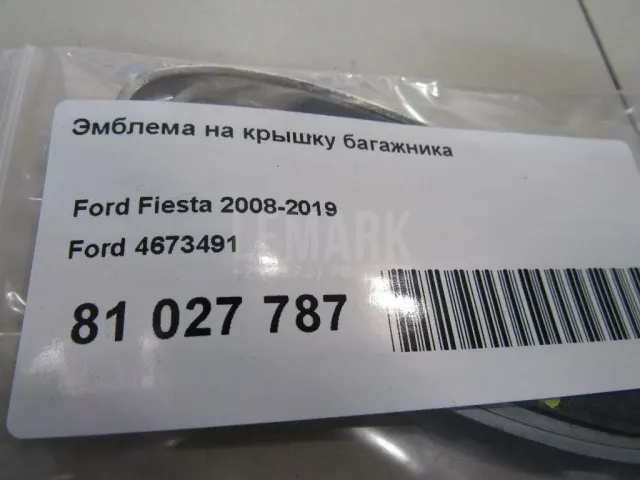 Эмблема на крышку багажника
Ford Fiesta 2008-2019
Ford 4673491
81 027 787